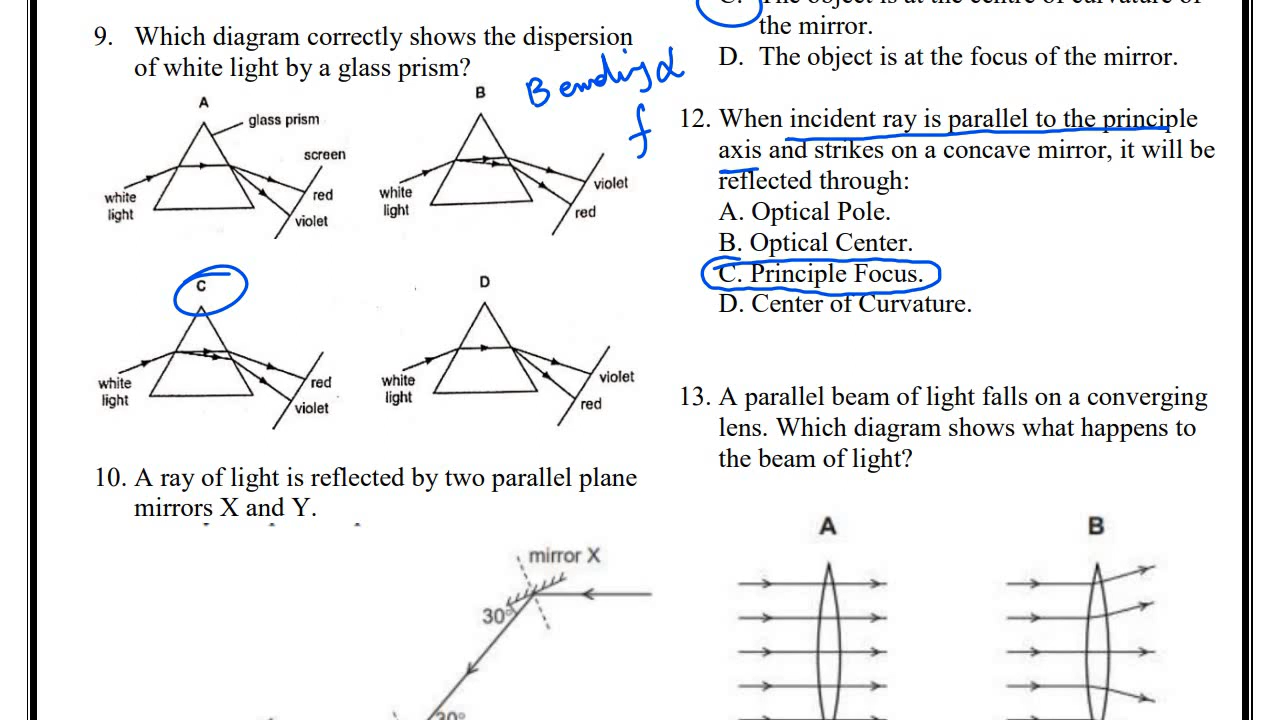 9. Which diagram correctly shows the dispersion
of white light by a glass prism?
A
glass prism
screen
white
light
red
violet
B
white
light
violet
red
C
white
light
red
violet
D
white
light
violet
red
Bending α
f
10. A ray of light is reflected by two parallel plane
mirrors X and Y.
mirror X
30°
30°
the mirror.
D. The object is at the focus of the mirror.
12. When incident ray is parallel to the principle
axis and strikes on a concave mirror, it will be
reflected through:
A. Optical Pole.
B. Optical Center.
C. Principle Focus.
D. Center of Curvature.
13. A parallel beam of light falls on a converging
lens. Which diagram shows what happens to
the beam of light?
A
B